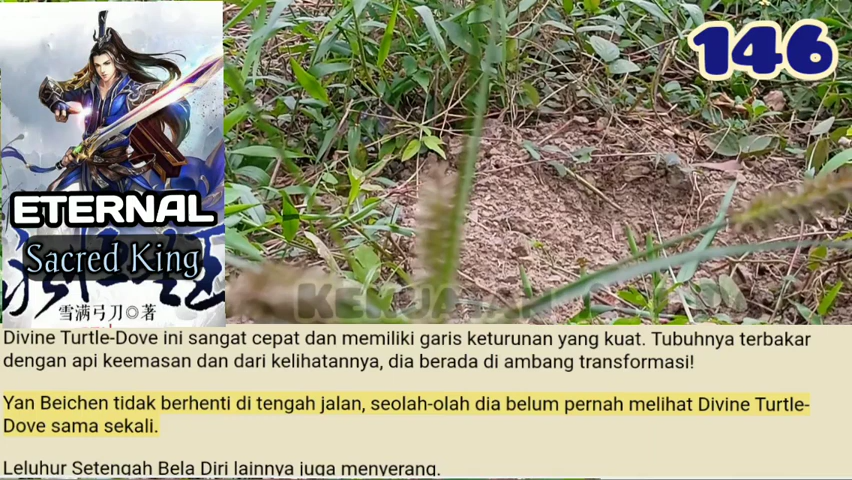 146
ETERNAL
Sacred King
雪满弓刀◎著
Divine Turtle-Dove ini sangat cepat dan memiliki garis keturunan yang kuat. Tubuhnya terbakar
dengan api keemasan dan dari kelihatannya, dia berada di ambang transformasi!
Yan Beichen tidak berhenti di tengah jalan, seolah-olah dia belum pernah melihat Divine Turtle-
Dove sama sekali.
Leluhur Setengah Bela Diri lainnya juga menyerang.